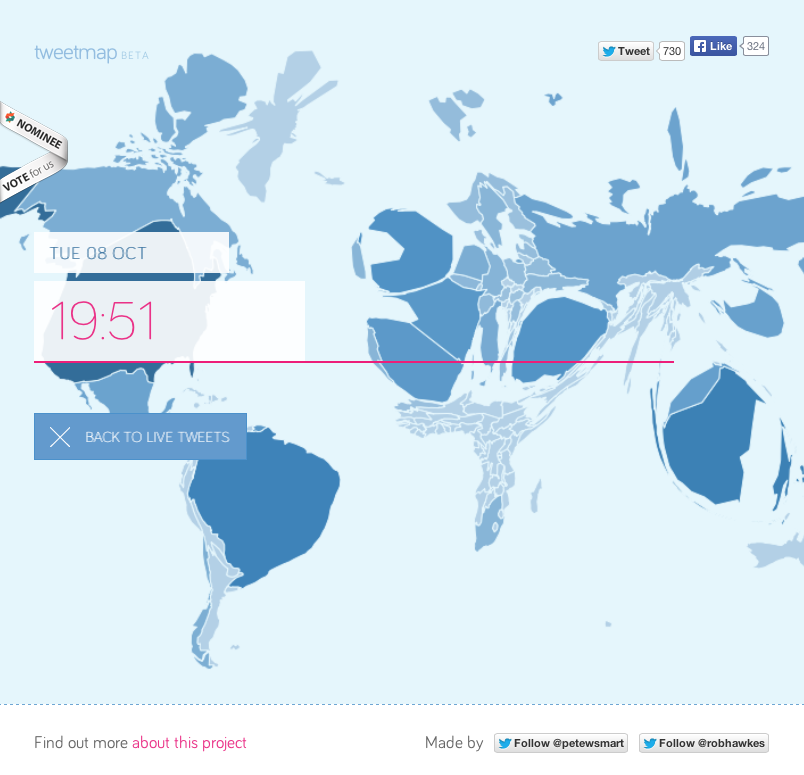 tweetmap BETA
Tweet 730 Like 324
NOMINEE
VOTE for us
TUE 08 OCT
19:51
BACK TO LIVE TWEETS
Find out more about this project
Made by Follow @petewsmart Follow @robhawkes